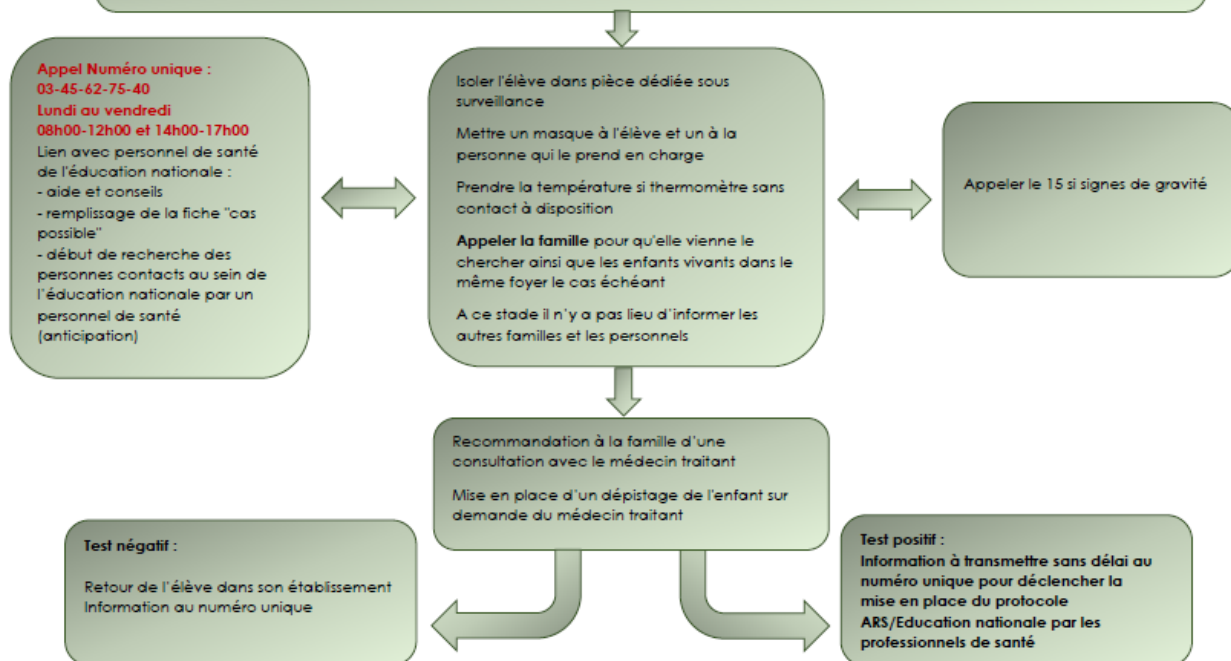 Appel Numéro unique :
03-45-62-75-40
Lundi au vendredi
08h00-12h00 et 14h00-17h00
Lien avec personnel de santé
de l'éducation nationale :
- aide et conseils
- remplissage de la fiche "cas
possible"
- début de recherche des
personnes contacts au sein de
l'éducation nationale par un
personnel de santé
(anticipation)
Isoler l'élève dans pièce dédiée sous
surveillance
Mettre un masque à l'élève et un à la
personne qui le prend en charge
Prendre la température si thermomètre sans
contact à disposition
Appeler la famille pour qu'elle vienne le
chercher ainsi que les enfants vivants dans le
même foyer le cas échéant
A ce stade il n'y a pas lieu d'informer les
autres familles et les personnels
Appeler le 15 si signes de gravité
Recommandation à la famille d'une
consultation avec le médecin traitant
Mise en place d'un dépistage de l'enfant sur
demande du médecin traitant
Test négatif :
Retour de l'élève dans son établissement
Information au numéro unique
Test positif :
Information à transmettre sans délai au
numéro unique pour déclencher la
mise en place du protocole
ARS/Education nationale par les
professionnels de santé